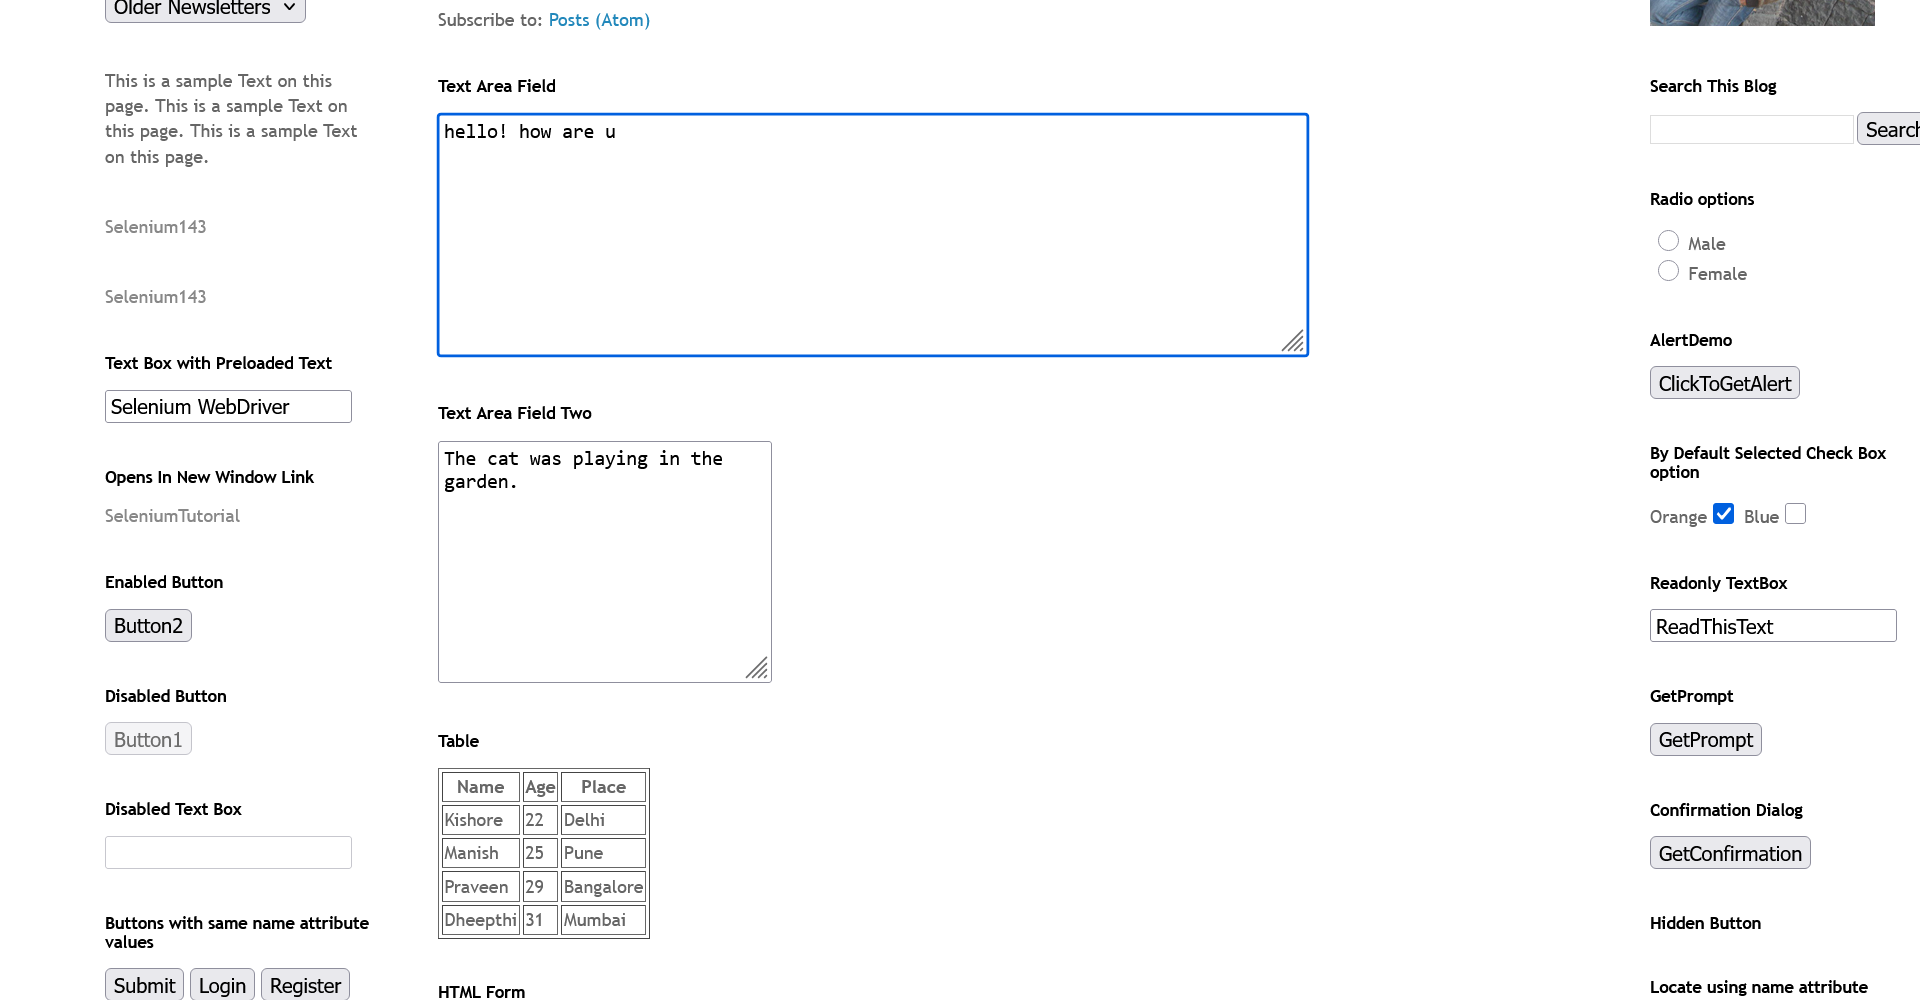 Older Newsletters
This is a sample Text on this
page. This is a sample Text on
this page. This is a sample Text
on this page.
Selenium143
Selenium143
Text Box with Preloaded Text
Selenium WebDriver
Opens In New Window Link
SeleniumTutorial
Enabled Button
Button2
Disabled Button
Button1
Disabled Text Box
Buttons with same name attribute
values
Submit Login Register
Subscribe to: Posts (Atom)
Text Area Field
hello! how are u
Text Area Field Two
The cat was playing in the
garden.
Table
Name Age Place
Kishore 22 Delhi
Manish 25 Pune
Praveen 29 Bangalore
Dheepthi 31 Mumbai
HTML Form
Search This Blog
Search
Radio options
Male
Female
AlertDemo
ClickToGetAlert
By Default Selected Check Box
option
Orange Blue
Readonly TextBox
ReadThisText
GetPrompt
GetPrompt
Confirmation Dialog
GetConfirmation
Hidden Button
Locate using name attribute